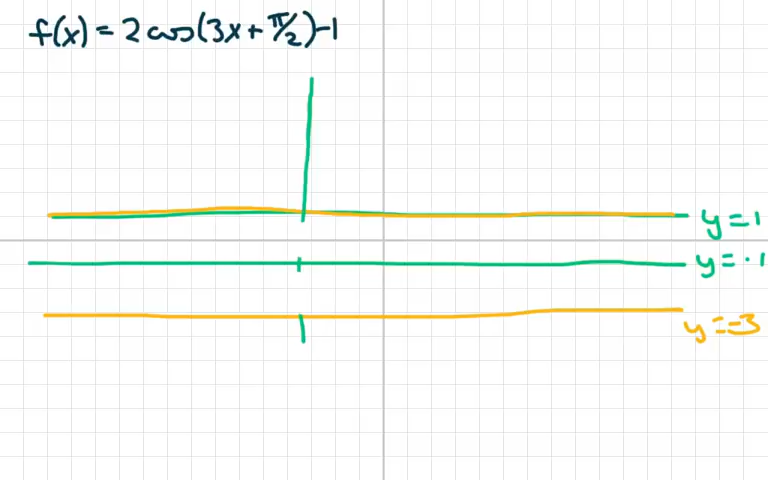 f(x) = 2 cos(3x + π/2) - 1
y = 1
y = -1
y = -3